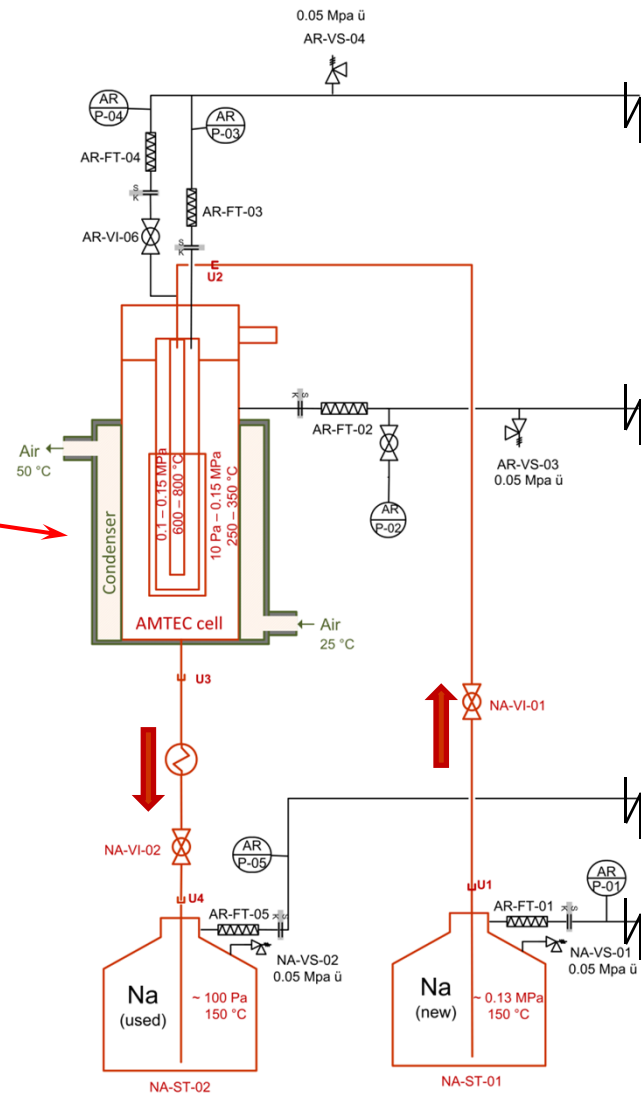 0.05 Mpa ü
AR-VS-04
AR
P-04
AR
P-03
AR-FT-04
S
K
AR-FT-03
AR-VI-06
S
K
U2
S
K
AR-FT-02
AR-VS-03
0.05 Mpa ü
AR
P-02
Air
50 °C
Condenser
0.1 – 0.15 MPa
600 – 800 °C
10 Pa – 0.15 MPa
250 – 350 °C
AMTEC cell
Air
25 °C
U3
NA-VI-01
NA-VI-02
AR
P-05
AR
P-01
U4
U1
AR-FT-05
S
K
AR-FT-01
S
K
NA-VS-02
0.05 Mpa ü
NA-VS-01
0.05 Mpa ü
Na
(used)
~ 100 Pa
150 °C
Na
(new)
~ 0.13 MPa
150 °C
NA-ST-02
NA-ST-01